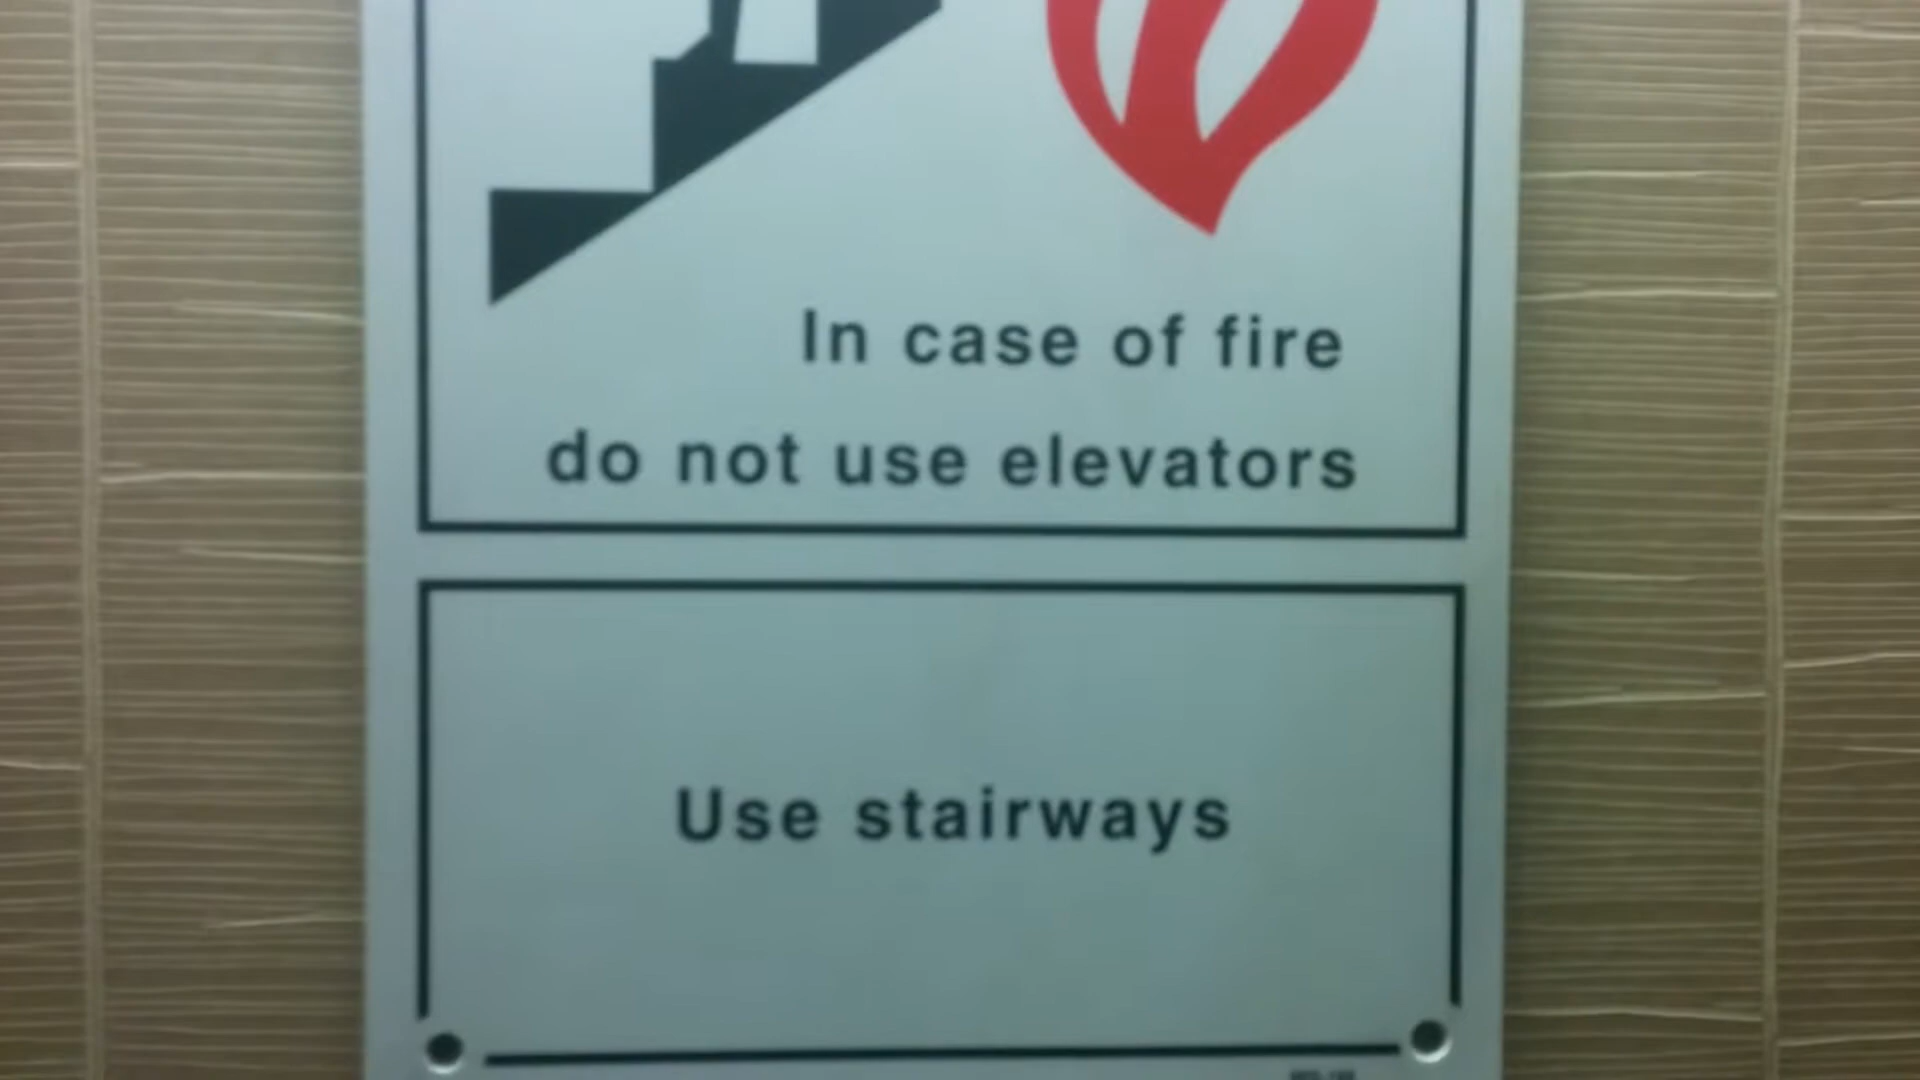 In case of fire
do not use elevators
Use stairways